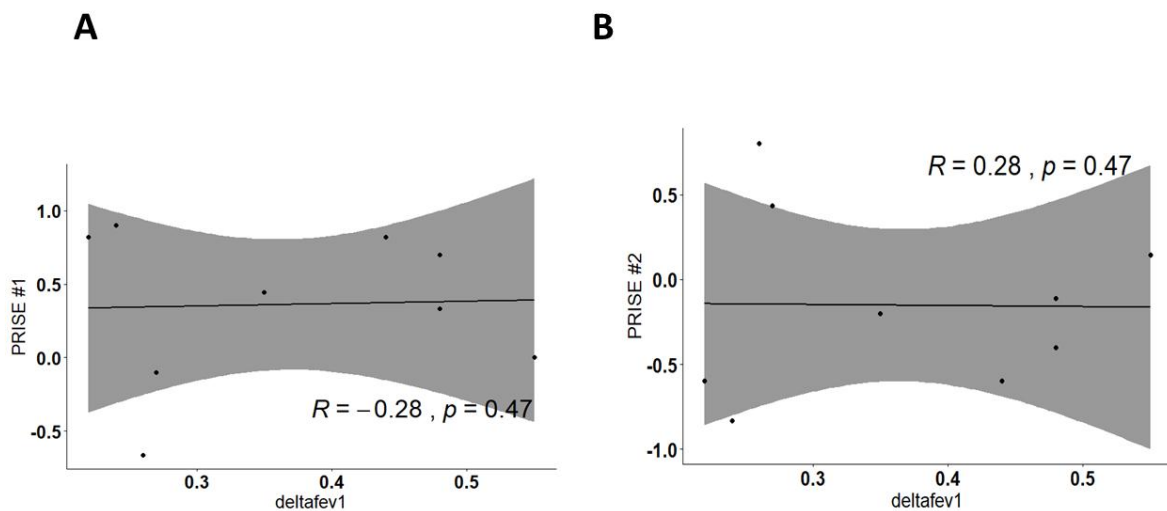 A
B
PRISE #1
1.0
0.5
0.0
-0.5
R = −0.28 , p = 0.47
0.3
0.4
0.5
deltafev1
PRISE #2
0.5
0.0
-0.5
-1.0
R = 0.28 , p = 0.47
0.3
0.4
0.5
deltafev1